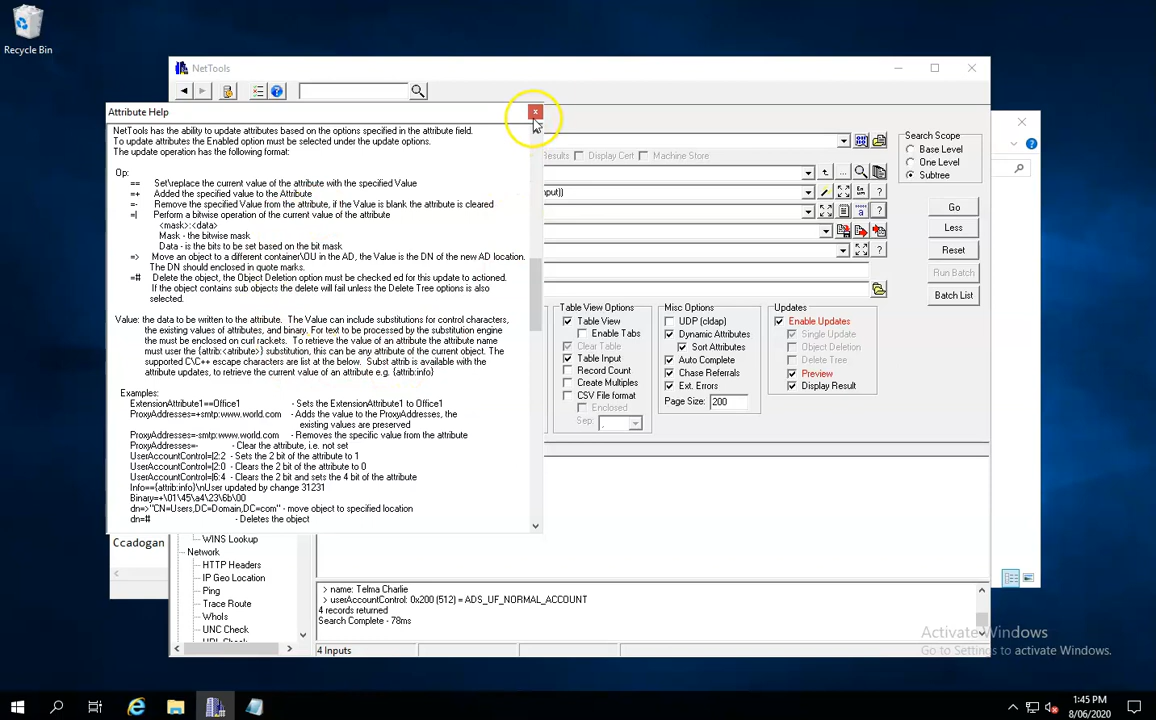 Recycle Bin
NetTools
Attribute Help
x
NetTools has the ability to update attributes based on the options specified in the attribute field.
To update attributes the Enabled option must be selected under the update options.
The update operation has the following format:
Op:
== Set\replace the current value of the attribute with the specified Value
=+ Added the specified value to the Attribute
=- Remove the specified Value from the attribute, if the Value is blank the attribute is cleared
=| Perform a bitwise operation of the current value of the attribute
<mask>:<data>
Mask - the bitwise mask
Data - is the bits to be set based on the bit mask
=> Move an object to a different container\OU in the AD, the Value is the DN of the new AD location.
The DN should enclosed in quote marks.
=# Delete the object, the Object Deletion option must be checked ed for this update to actioned.
If the object contains sub objects the delete will fail unless the Delete Tree options is also
selected.
Value: the data to be written to the attribute. The Value can include substitutions for control characters,
the existing values of attributes, and binary. For text to be processed by the substitution engine
the must be enclosed on curl rackets. To retrieve the value of an attribute the attribute name
must user the {attrib:<atibute>} substitution, this can be any attribute of the current object. The
supported C\C++ escape characters are list at the below. Subst attrib is available with the
attribute updates, to retrieve the current value of an attribute e.g. {attrib:info}
Examples:
ExtensionAttribute1==Office1 - Sets the ExtensionAttribute1 to Office1
ProxyAddresses=+smtp:www.world.com - Adds the value to the ProxyAddresses, the
existing values are preserved
ProxyAddresses=-smtp:www.world.com - Removes the specific value from the attribute
ProxyAddresses=- - Clear the attribute, i.e. not set
UserAccountControl=|2:2 - Sets the 2 bit of the attribute to 1
UserAccountControl=|2:0 - Clears the 2 bit of the attribute to 0
UserAccountControl=|6:4 - Clears the 2 bit and sets the 4 bit of the attribute
Info=={attrib:info}\nUser updated by change 31231
Binary=+\01\45\a4\23\6b\00
dn=>"CN=Users,DC=Domain,DC=com" - move object to specified location
dn=# - Deletes the object
Results Display Cert Machine Store
nput}}
Search Scope
Base Level
One Level
Subtree
Go
Less
Reset
Run Batch
Batch List
Table View Options
Table View
Enable Tabs
Clear Table
Table Input
Record Count
Create Multiples
CSV File format
Enclosed
Sep: ,
Misc Options
UDP (cldap)
Dynamic Attributes
Sort Attributes
Auto Complete
Chase Referrals
Ext. Errors
Page Size: 200
Updates
Enable Updates
Single Update
Object Deletion
Delete Tree
Preview
Display Result
Ccadogan
WINS Lookup
Network
HTTP Headers
IP Geo Location
Ping
Trace Route
WhoIs
UNC Check
URL Check
> name: Telma Charlie
> userAccountControl: 0x200 (512) = ADS_UF_NORMAL_ACCOUNT
4 records returned
Search Complete - 78ms
4 Inputs
Activate Windows
Go to Settings to activate Windows.
1:45 PM
8/06/2020